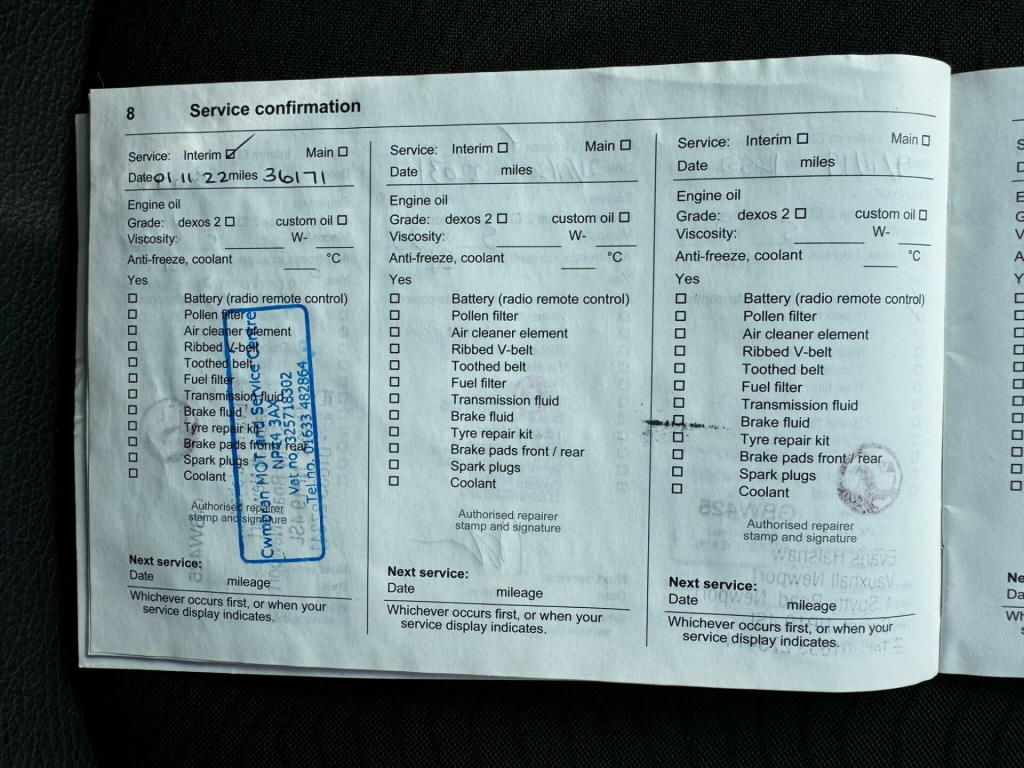 8 Service confirmation
Service: Interim Main
Date 01.11.22 miles 36171
Engine oil
Grade: dexos 2 custom oil
Viscosity: W-
Anti-freeze, coolant °C
Yes
Battery (radio remote control)
Pollen filter
Air cleaner element
Ribbed V-belt
Toothed belt
Fuel filter
Transmission fluid
Brake fluid
Tyre repair kit
Brake pads front / rear
Spark plugs
Coolant
Authorised repairer
stamp and signature
Cwmbran MOT and Service Centre
NP44 3AX
Vat no. 325716302
Tel no. 01633 482864
Next service:
Date mileage
Whichever occurs first, or when your
service display indicates.
Service: Interim Main
Date miles
Engine oil
Grade: dexos 2 custom oil
Viscosity: W-
Anti-freeze, coolant °C
Yes
Battery (radio remote control)
Pollen filter
Air cleaner element
Ribbed V-belt
Toothed belt
Fuel filter
Transmission fluid
Brake fluid
Tyre repair kit
Brake pads front / rear
Spark plugs
Coolant
Authorised repairer
stamp and signature
Next service:
Date mileage
Whichever occurs first, or when your
service display indicates.
Service: Interim Main
Date miles
Engine oil
Grade: dexos 2 custom oil
Viscosity: W-
Anti-freeze, coolant °C
Yes
Battery (radio remote control)
Pollen filter
Air cleaner element
Ribbed V-belt
Toothed belt
Fuel filter
Transmission fluid
Brake fluid
Tyre repair kit
Brake pads front / rear
Spark plugs
Coolant
Authorised repairer
stamp and signature
Next service:
Date mileage
Whichever occurs first, or when your
service display indicates.